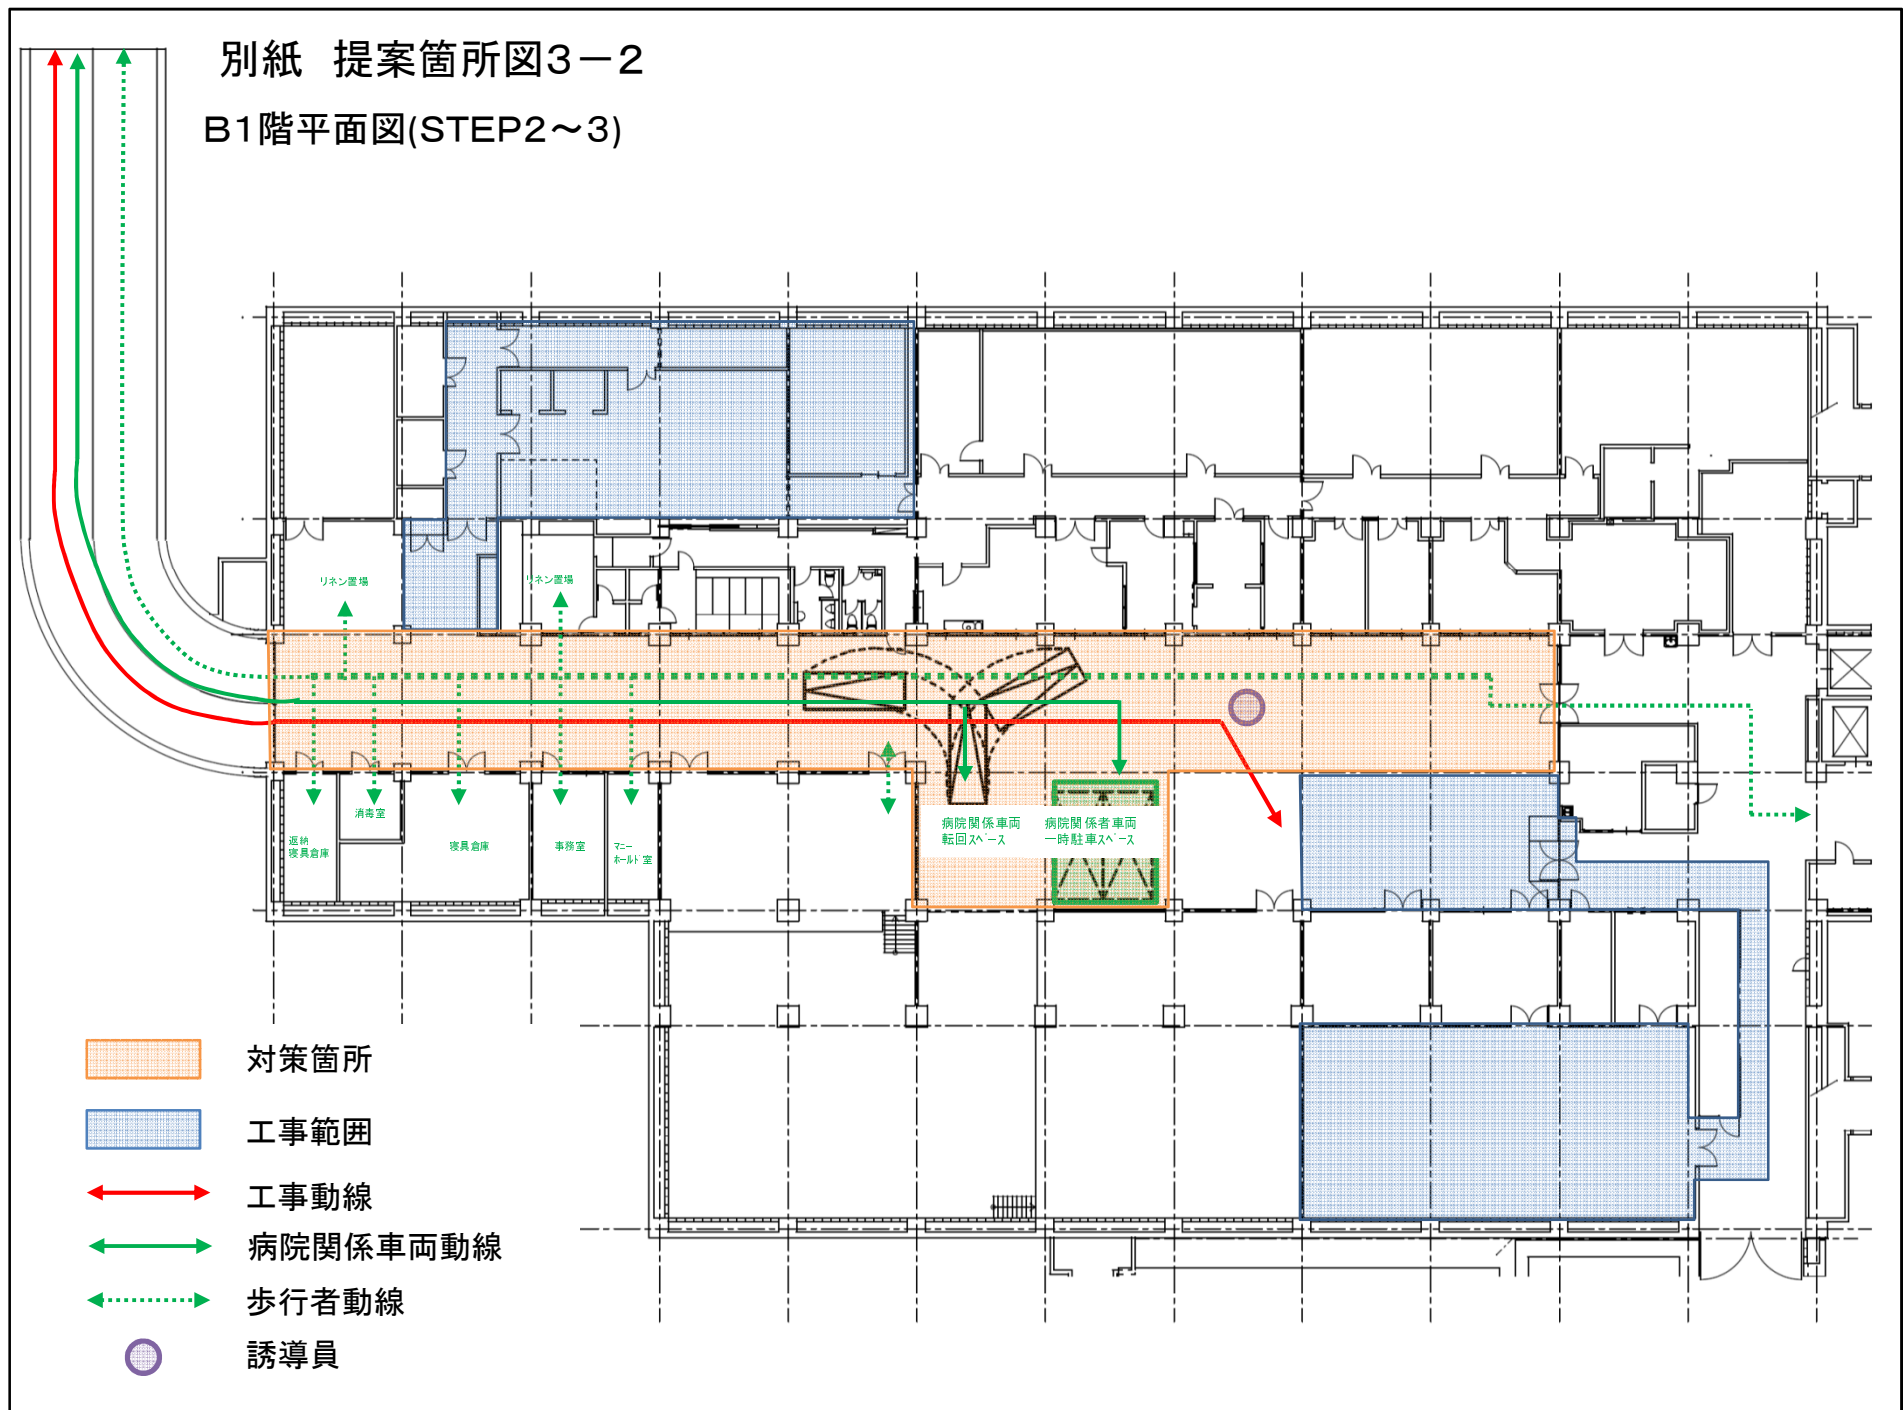 別紙　提案箇所図3－2
B1階平面図(STEP2～3)
リネン置場
リネン置場
消毒室
返納
寝具倉庫
寝具倉庫
事務室
マニー
ホールド室
病院関係車両
転回スペース
病院関係者車両
一時駐車スペース
対策箇所
工事範囲
工事動線
病院関係車両動線
歩行者動線
誘導員